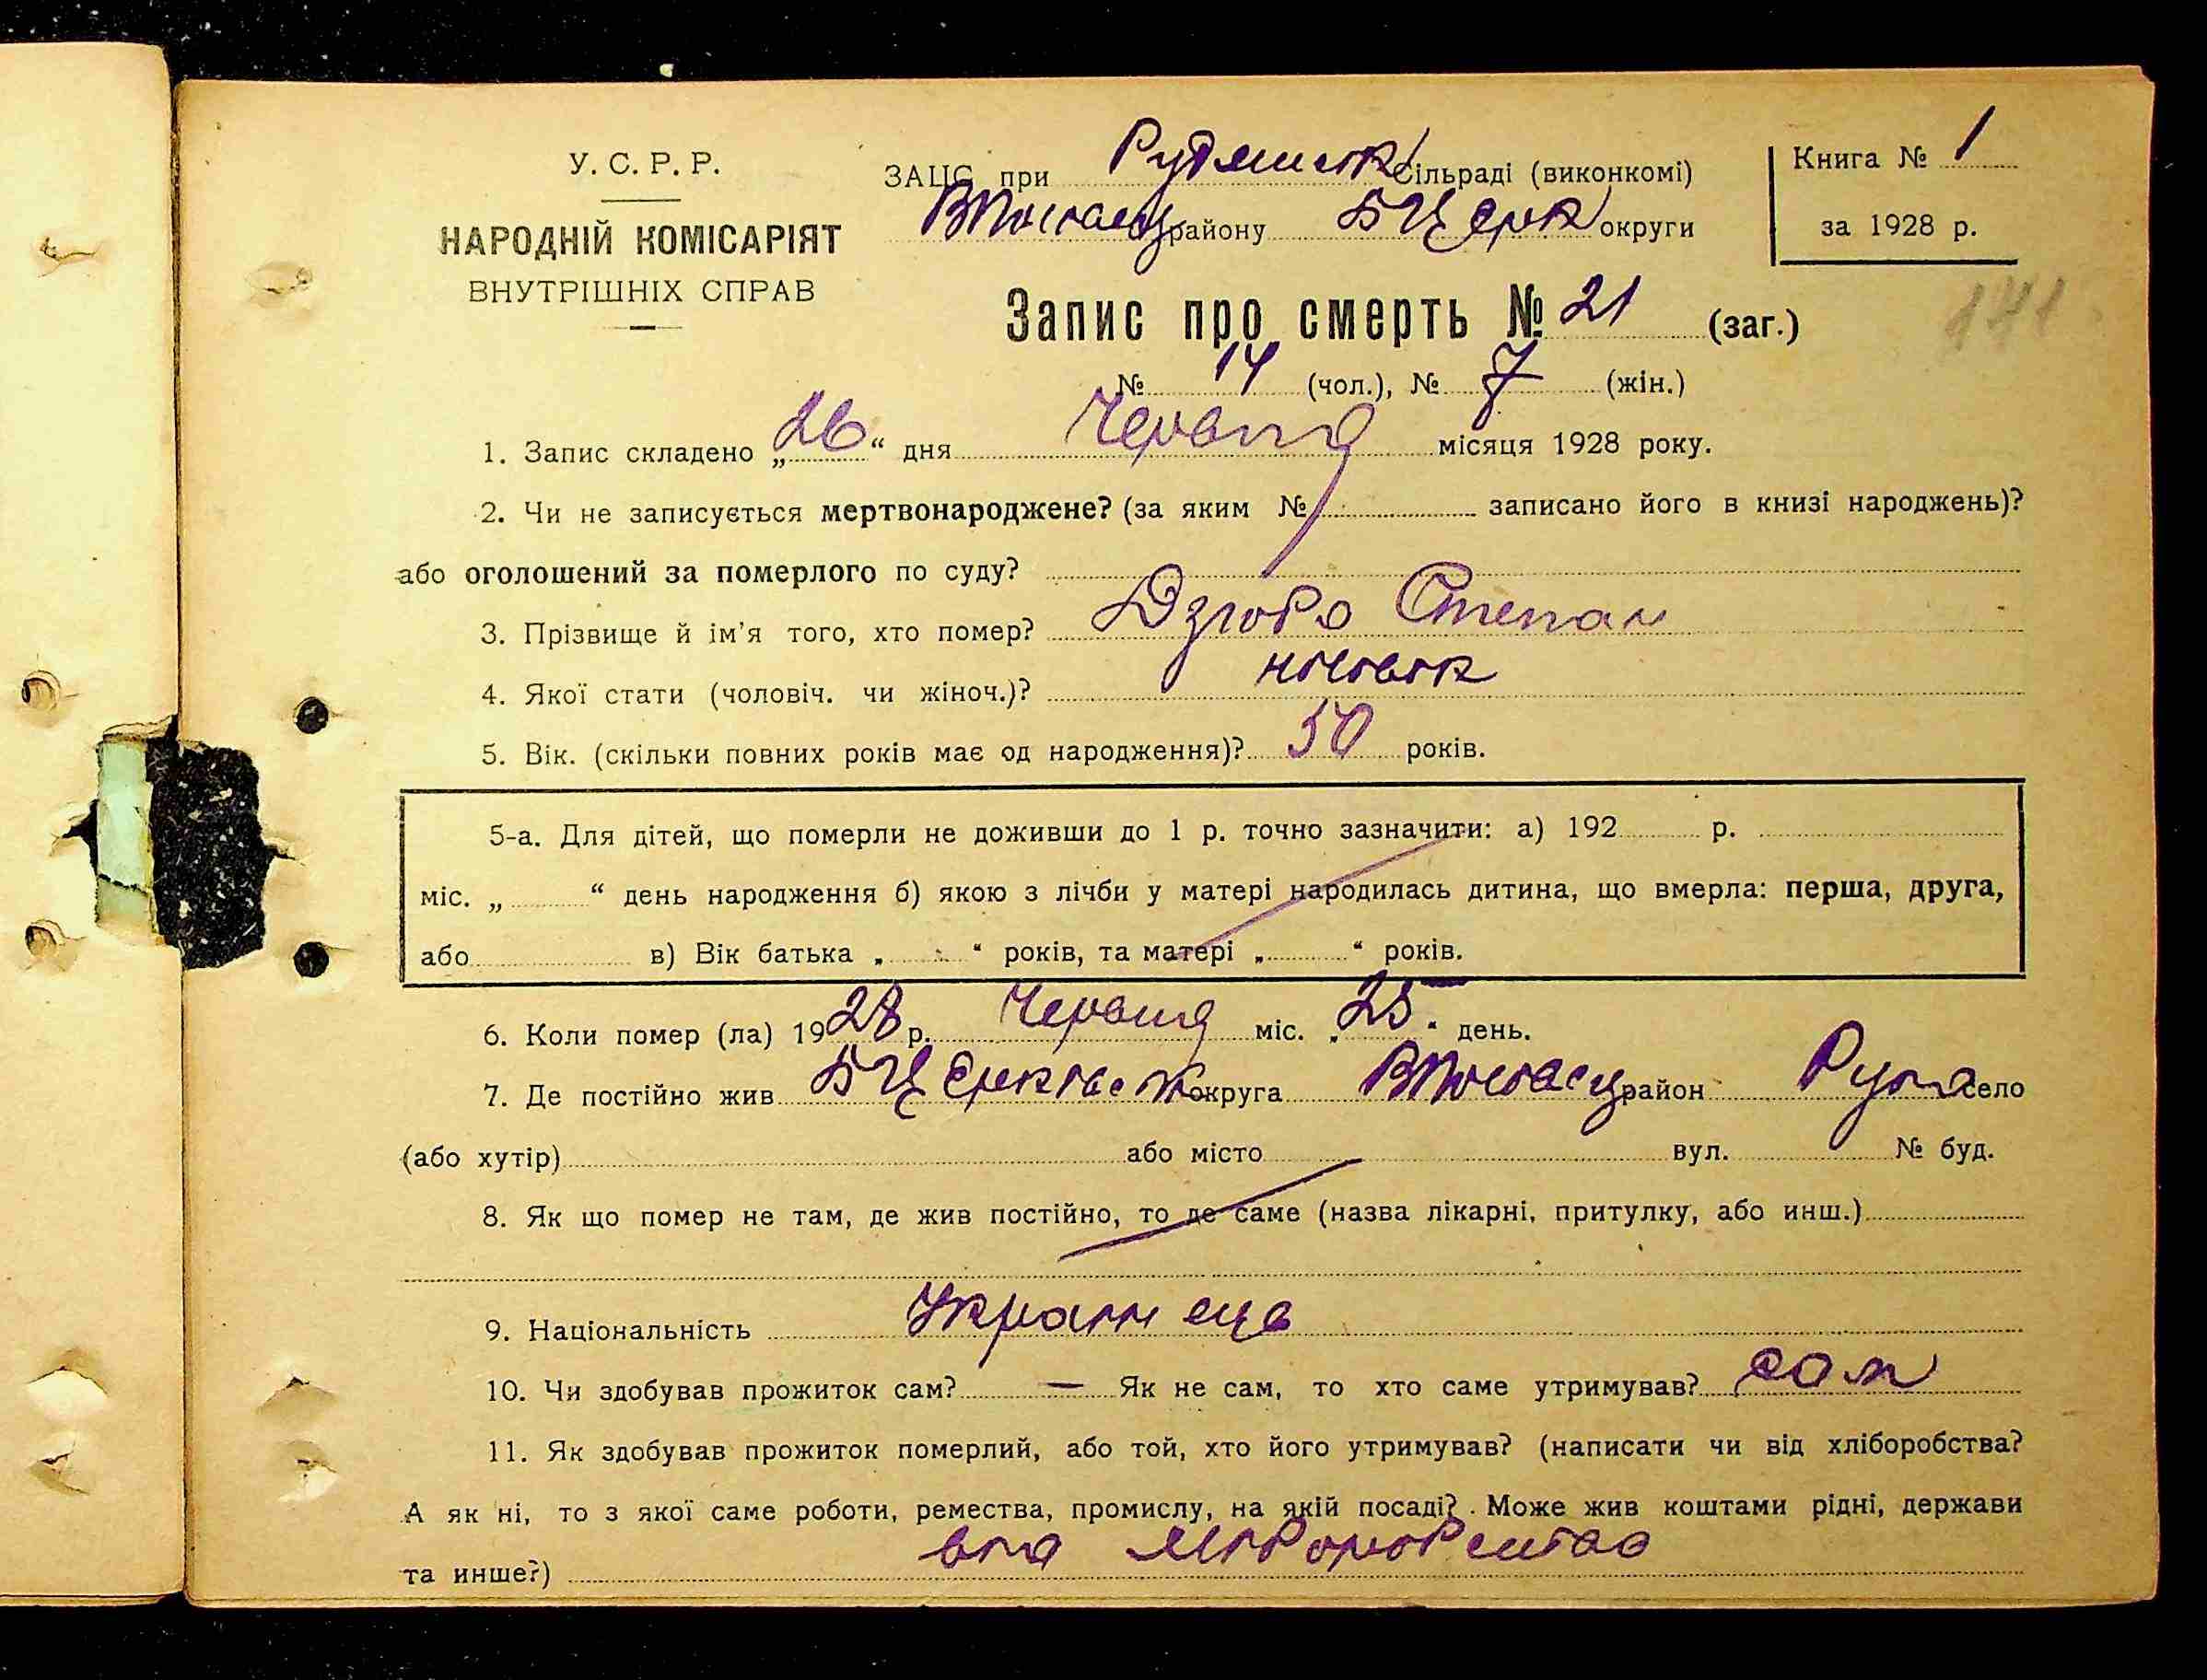 У. С. Р. Р.
НАРОДНІЙ КОМІСАРІЯТ
ВНУТРІШНІХ СПРАВ
ЗАЦС при Рудянськ сільраді (виконкомі)
району БЦерк округи
Книга № 1
за 1928 р.
Запис про смерть № 21 (заг.)
№ 14 (чол.), № 7 (жін.)
1. Запис складено „26“ дня Червня місяця 1928 року.
2. Чи не записується мертвонароджене? (за яким № записано його в книзі народжень)?
або оголошений за померлого по суду?
3. Прізвище й ім'я того, хто помер? Дзюба Степан
4. Якої стати (чоловіч. чи жіноч.)? чоловік
5. Вік. (скільки повних років має од народження)? 50 років.
5-а. Для дітей, що померли не доживши до 1 р. точно зазначити: а) 192 р.
міс. „ “ день народження б) якою з лічби у матері народилась дитина, що вмерла: перша, друга,
або в) Вік батька „ “ років, та матері „ “ років.
6. Коли помер (ла) 1928 р. Червня міс. „25“ день.
7. Де постійно жив округа район Руда село
(або хутір) або місто вул. № буд.
8. Як що помер не там, де жив постійно, то де саме (назва лікарні, притулку, або инш.)
9. Національність Українець
10. Чи здобував прожиток сам? — Як не сам, то хто саме утримував? сам
11. Як здобував прожиток померлий, або той, хто його утримував? (написати чи від хліборобства?
А як ні, то з якої саме роботи, ремества, промислу, на якій посаді? Може жив коштами рідні, держави
та инше?) від хліборобства